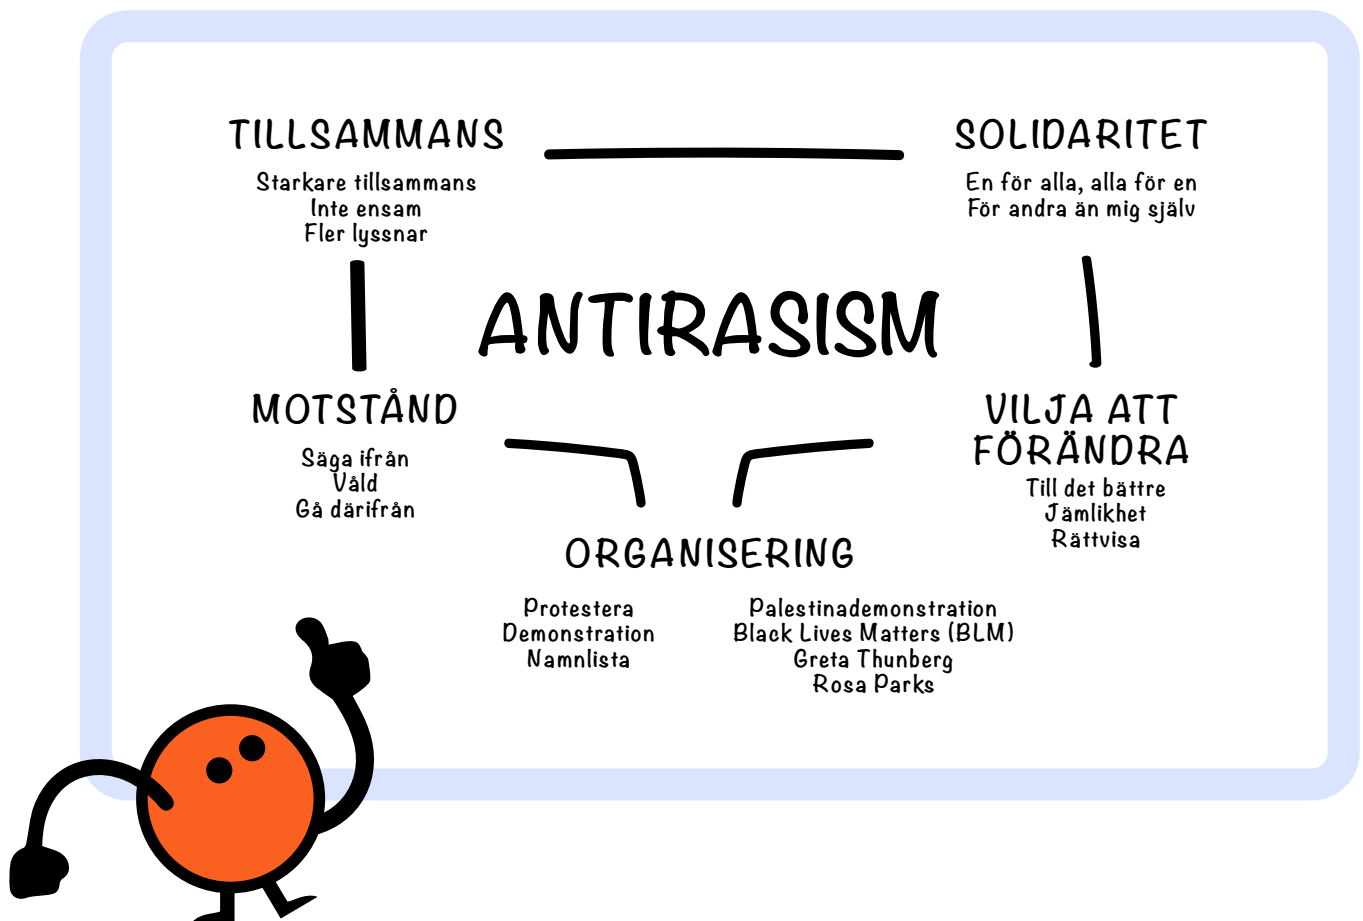 TILLSAMMANS
Starkare tillsammans
Inte ensam
Fler lyssnar
SOLIDARITET
En för alla, alla för en
För andra än mig själv
ANTIRASISM
MOTSTÅND
Säga ifrån
Våld
Gå därifrån
VILJA ATT
FÖRÄNDRA
Till det bättre
Jämlikhet
Rättvisa
ORGANISERING
Protestera
Demonstration
Namnlista
Palestinademonstration
Black Lives Matters (BLM)
Greta Thunberg
Rosa Parks